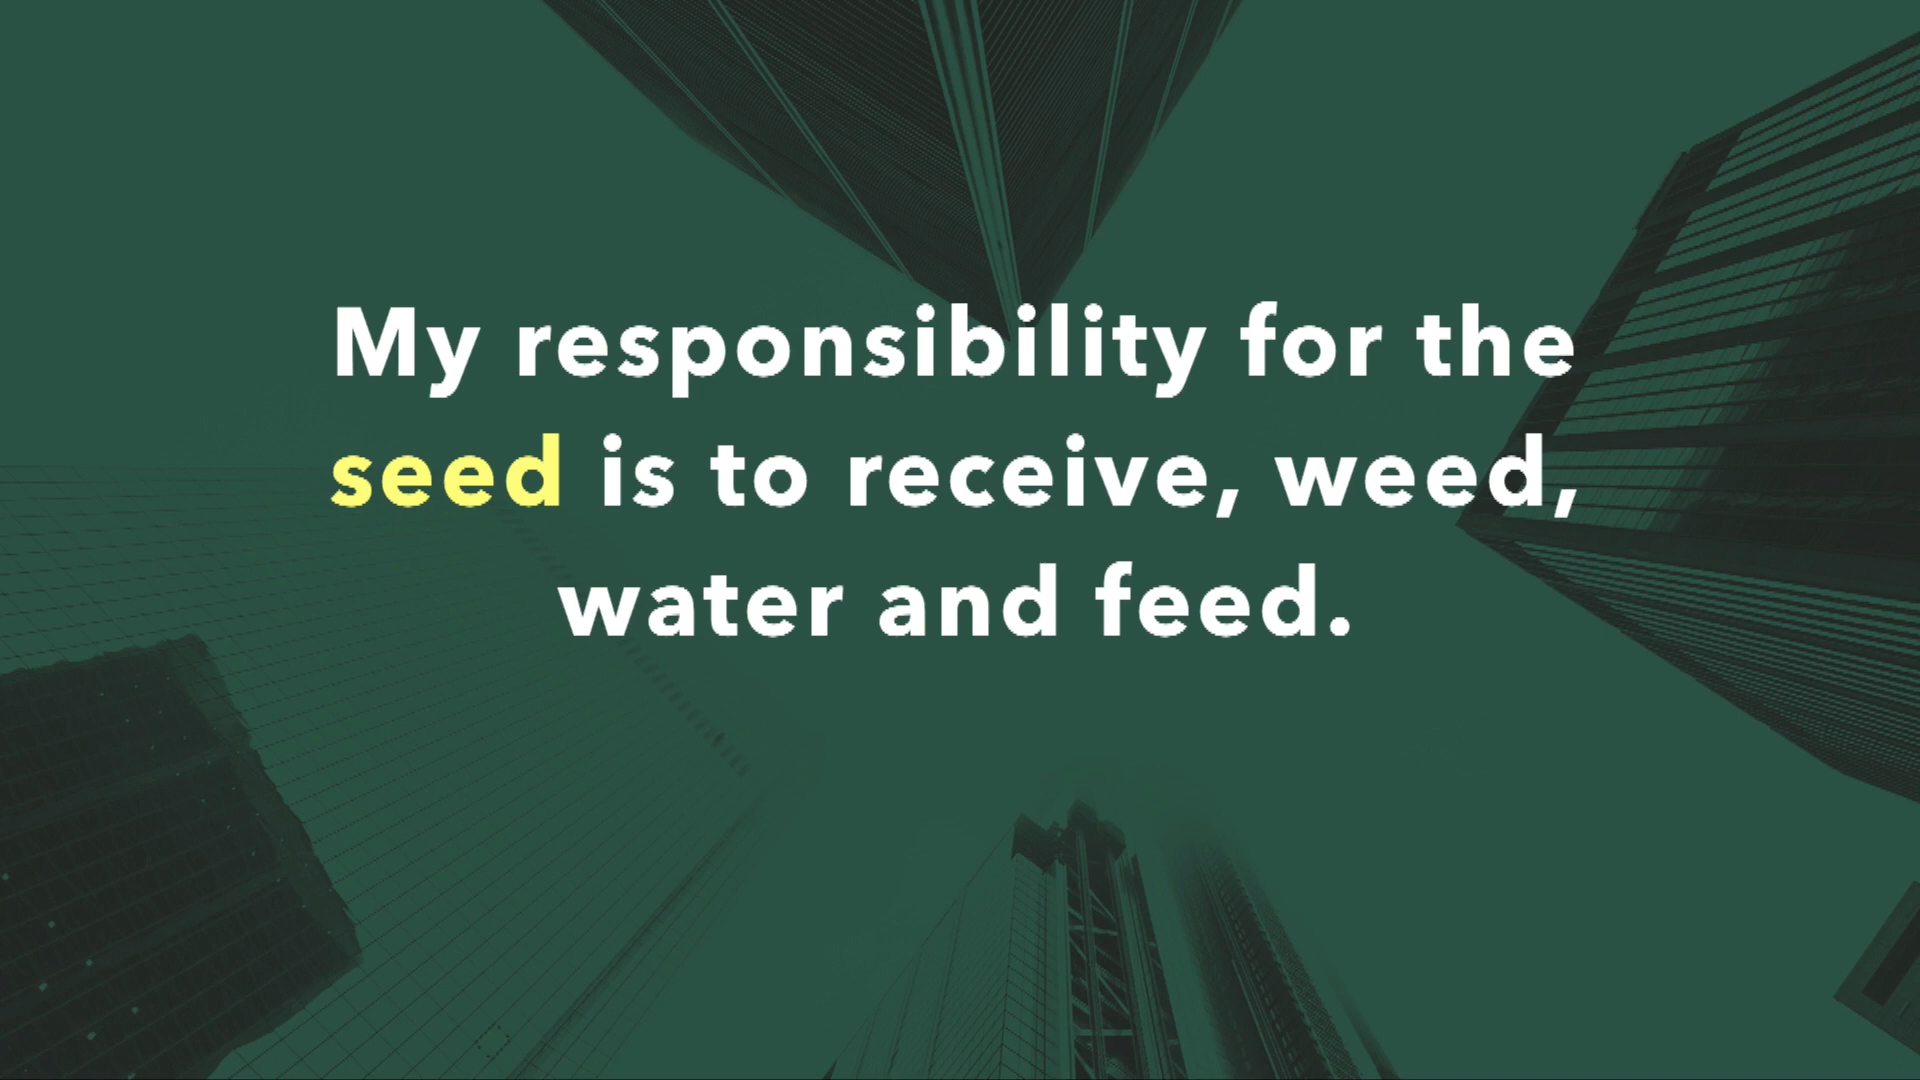 My responsibility for the
seed is to receive, weed,
water and feed.